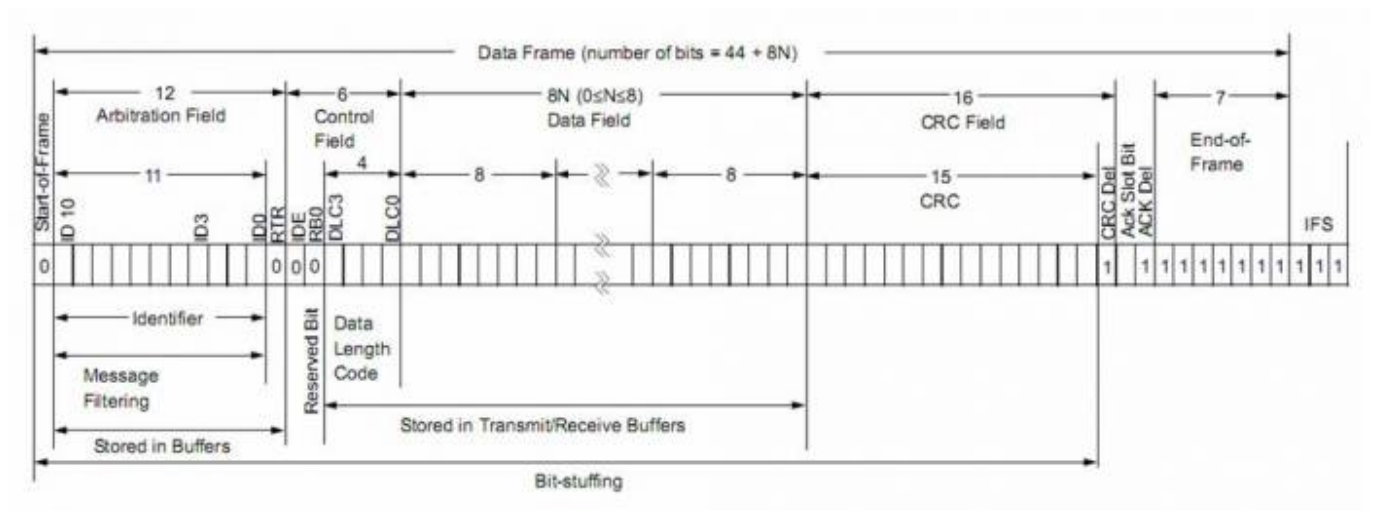 Data Frame (number of bits = 44 + 8N)
12
Arbitration Field
6
Control
Field
8N (0≤N≤8)
Data Field
16
CRC Field
7
End-of-
Frame
11
4
8
8
15
CRC
IFS
Start-of-Frame
ID 10
ID3
ID0
RTR
IDE
RB0
DLC3
DLC0
CRC Del
Ack Slot Bit
ACK Del
0 0 0 0 1 1 1 1 1 1 1 1 1 1 1 1
Identifier
Message
Filtering
Stored in Buffers
Reserved Bit
Data
Length
Code
Stored in Transmit/Receive Buffers
Bit-stuffing